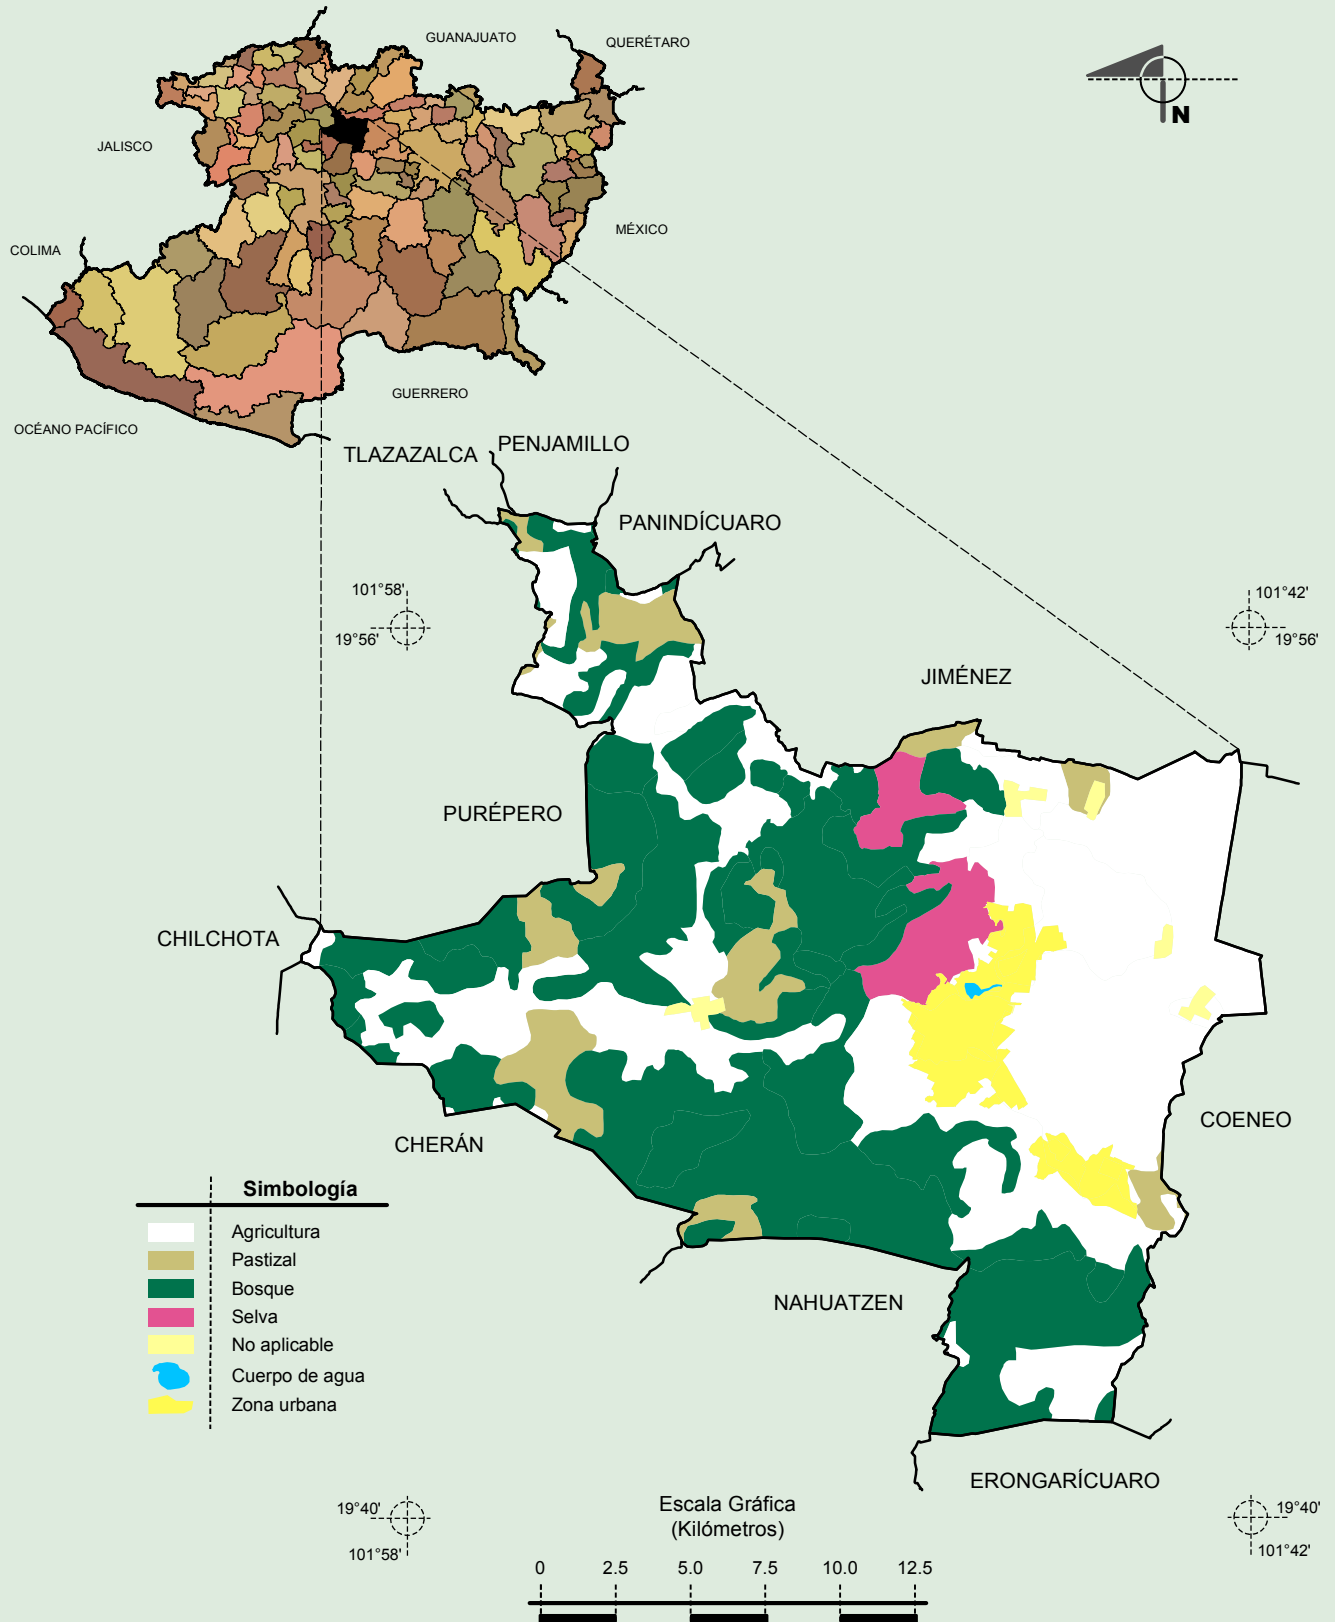 GUANAJUATO
QUERÉTARO
N
JALISCO
MÉXICO
COLIMA
GUERRERO
OCÉANO PACÍFICO
TLAZAZALCA
PENJAMILLO
PANINDÍCUARO
101°58'
19°56'
101°42'
19°56'
JIMÉNEZ
PURÉPERO
CHILCHOTA
COENEO
CHERÁN
Simbología
Agricultura
Pastizal
Bosque
Selva
No aplicable
Cuerpo de agua
Zona urbana
NAHUATZEN
ERONGARÍCUARO
19°40'
101°58'
Escala Gráfica
(Kilómetros)
0 2.5 5.0 7.5 10.0 12.5
19°40'
101°42'